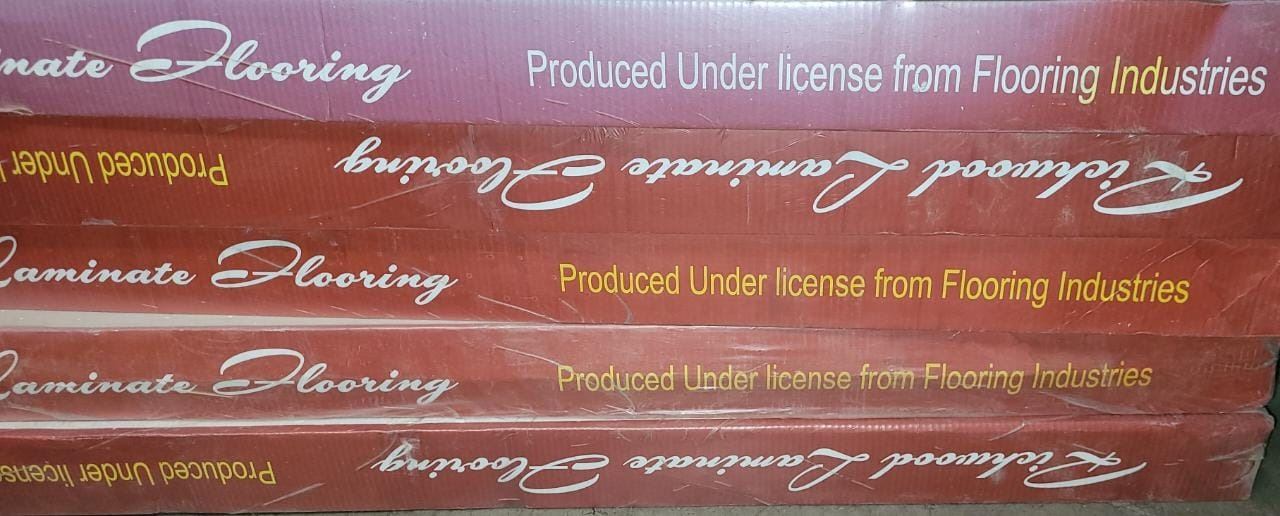 nate Flooring Produced Under license from Flooring Industries
Richwood Laminate Flooring Produced Under
Laminate Flooring Produced Under license from Flooring Industries
Laminate Flooring Produced Under license from Flooring Industries
Richwood Laminate Flooring Produced Under license